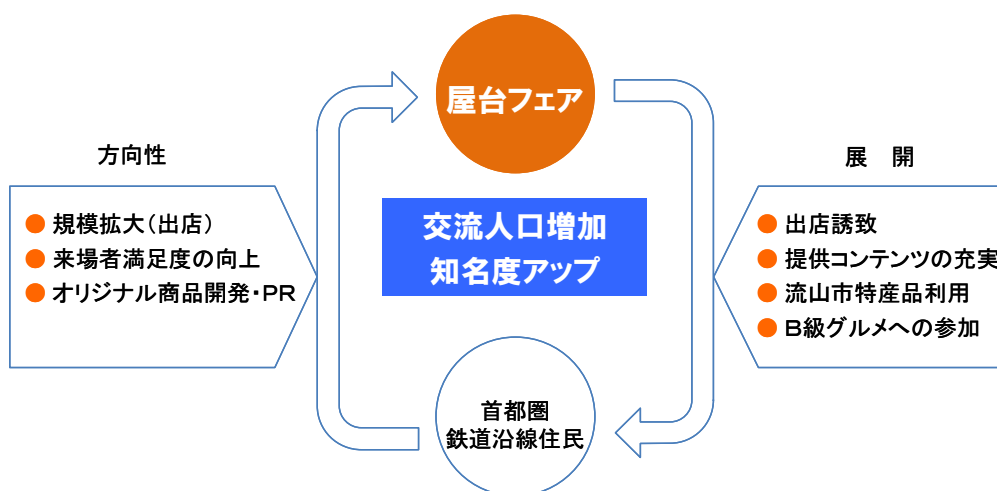 屋台フェア
方向性
● 規模拡大（出店）
● 来場者満足度の向上
● オリジナル商品開発・PR
交流人口増加
知名度アップ
展　開
● 出店誘致
● 提供コンテンツの充実
● 流山市特産品利用
● B級グルメへの参加
首都圏
鉄道沿線住民